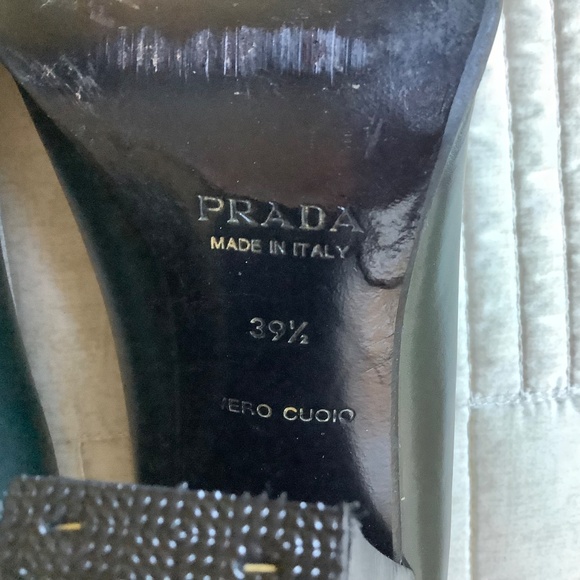 PRADA
MADE IN ITALY
39½
VERO CUOIO